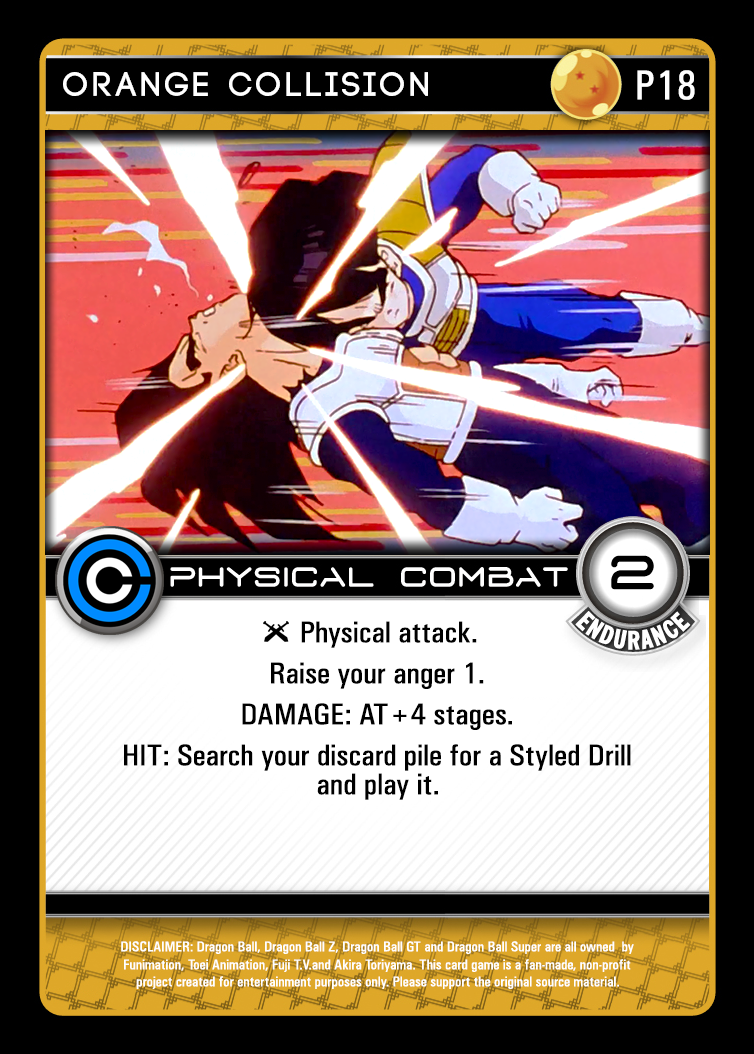 ORANGE COLLISION
P18
PHYSICAL COMBAT
2
ENDURANCE
Physical attack.
Raise your anger 1.
DAMAGE: AT+4 stages.
HIT: Search your discard pile for a Styled Drill
and play it.
DISCLAIMER: Dragon Ball, Dragon Ball Z, Dragon Ball GT and Dragon Ball Super are all owned by
Funimation, Toei Animation, Fuji T.V.and Akira Toriyama. This card game is a fan-made, non-profit
project created for entertainment purposes only. Please support the original source material.